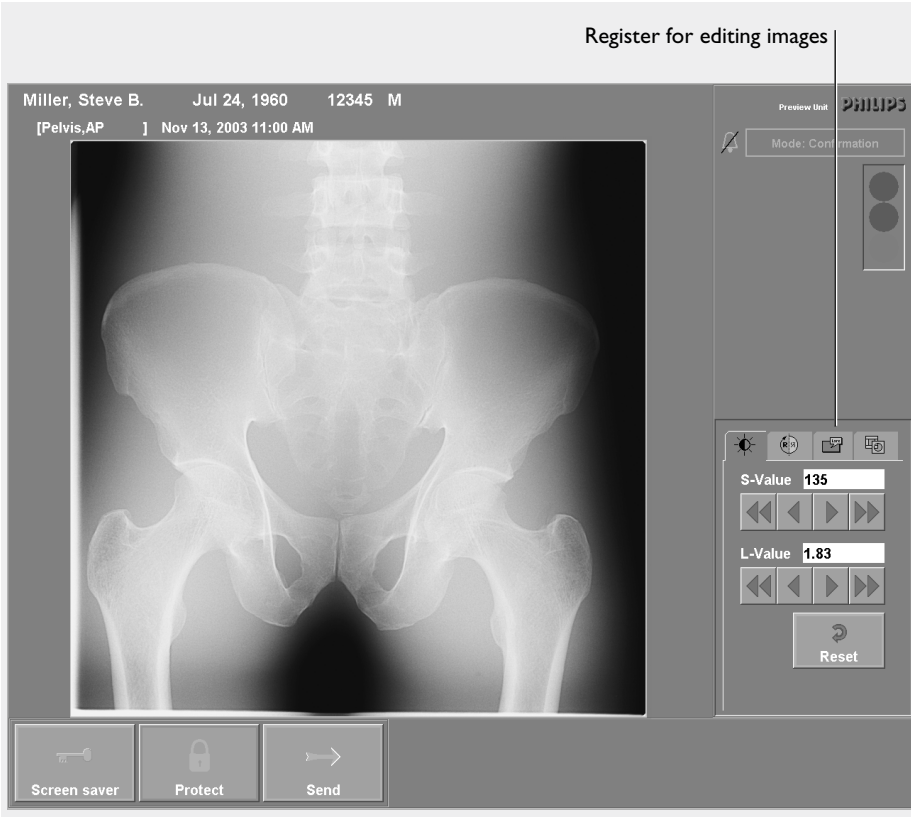 Register for editing images
Miller, Steve B. Jul 24, 1960 12345 M
[Pelvis,AP ] Nov 13, 2003 11:00 AM
Preview Unit PHILIPS
Mode: Confirmation
S-Value 135
L-Value 1.83
Reset
Screen saver Protect Send